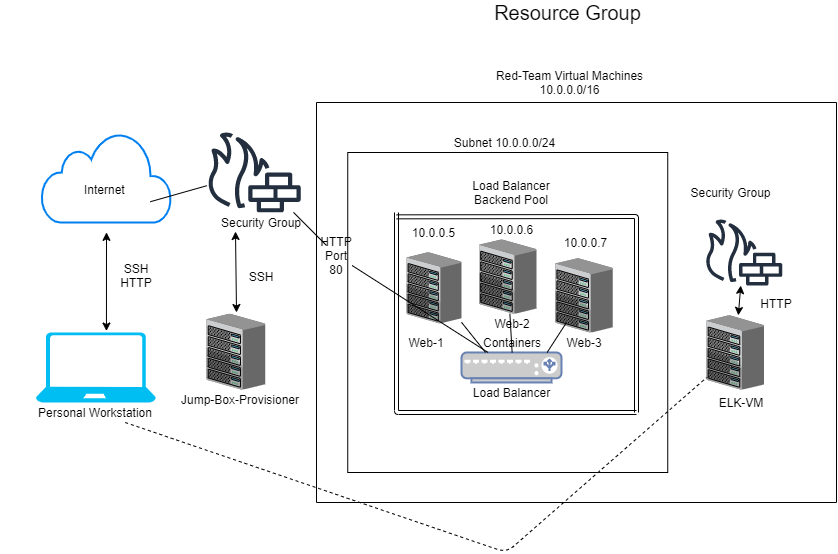 Resource Group
Red-Team Virtual Machines
10.0.0.0/16
Subnet 10.0.0.0/24
Load Balancer
Backend Pool
Internet
Security Group
Security Group
10.0.0.5
10.0.0.6
10.0.0.7
HTTP
Port
80
SSH
HTTP
SSH
HTTP
Web-1
Web-2
Web-3
Containers
Load Balancer
Personal Workstation
Jump-Box-Provisioner
ELK-VM